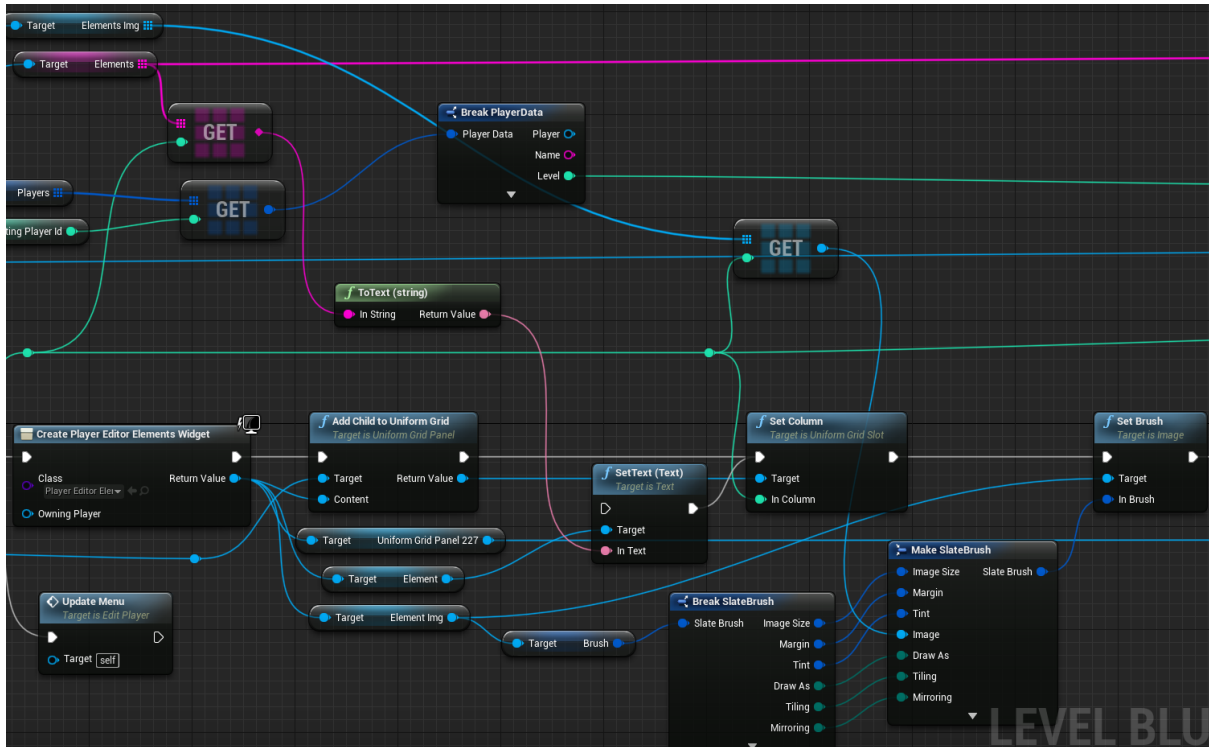 Target Elements Img
Target Elements
GET
Break PlayerData
Player Data Player
Name
Level
Players
GET
ting Player Id
GET
ToText (string)
In String Return Value
Create Player Editor Elements Widget
Class Return Value
Player Editor Eler
Owning Player
Add Child to Uniform Grid
Target is Uniform Grid Panel
Target Return Value
Content
Set Column
Target is Uniform Grid Slot
Target
In Column
Set Brush
Target is Image
Target
In Brush
SetText (Text)
Target is Text
Target
In Text
Target Uniform Grid Panel 227
Target Element
Target Element Img
Target Brush
Update Menu
Target is Edit Player
Target self
Break SlateBrush
Slate Brush Image Size
Margin
Tint
Draw As
Tiling
Mirroring
Make SlateBrush
Image Size Slate Brush
Margin
Tint
Image
Draw As
Tiling
Mirroring
LEVEL BLU